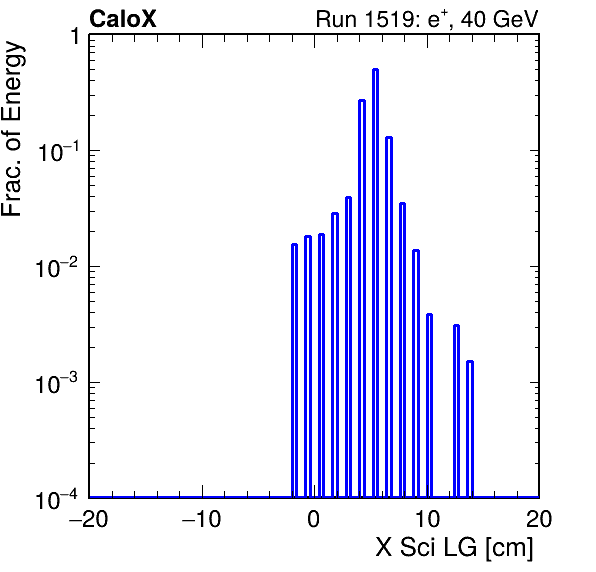 CaloX Run 1519: e⁺, 40 GeV
Frac. of Energy
1
10⁻¹
10⁻²
10⁻³
10⁻⁴
−20 −10 0 10 20
X Sci LG [cm]